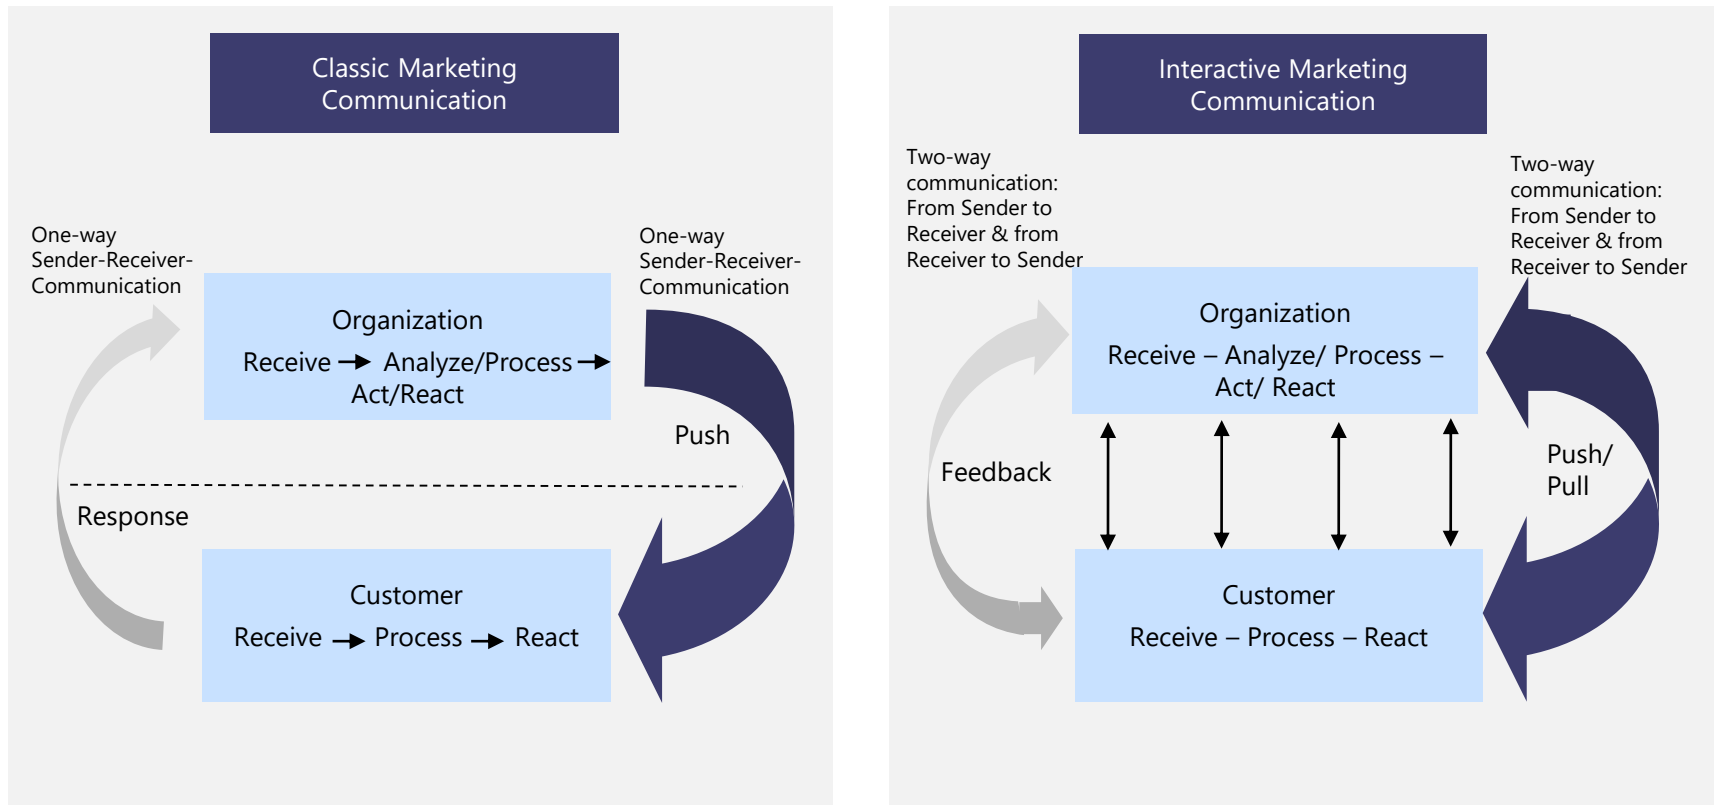 Classic Marketing
Communication
One-way
Sender-Receiver-
Communication
One-way
Sender-Receiver-
Communication
Organization
Receive Analyze/Process
Act/React
Push
Response
Customer
Receive Process React
Interactive Marketing
Communication
Two-way
communication:
From Sender to
Receiver & from
Receiver to Sender
Two-way
communication:
From Sender to
Receiver & from
Receiver to Sender
Organization
Receive – Analyze/ Process –
Act/ React
Feedback
Push/
Pull
Customer
Receive – Process – React